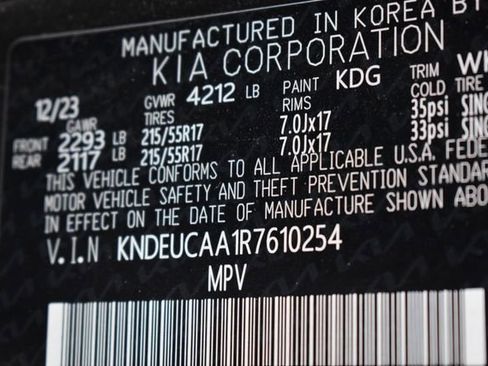 MANUFACTURED IN KOREA BY
KIA CORPORATION
12/23 GVWR 4212 LB PAINT KDG TRIM
GAWR TIRES RIMS COLD TIRE
FRONT 2293 LB 215/55R17 7.0Jx17 35psi
REAR 2117 LB 215/55R17 7.0Jx17 33psi
THIS VEHICLE CONFORMS TO ALL APPLICABLE U.S.A.
MOTOR VEHICLE SAFETY AND THEFT PREVENTION
IN EFFECT ON THE DATE OF MANUFACTURE SHOWN
V.I.N KNDEUCAA1R7610254
MPV